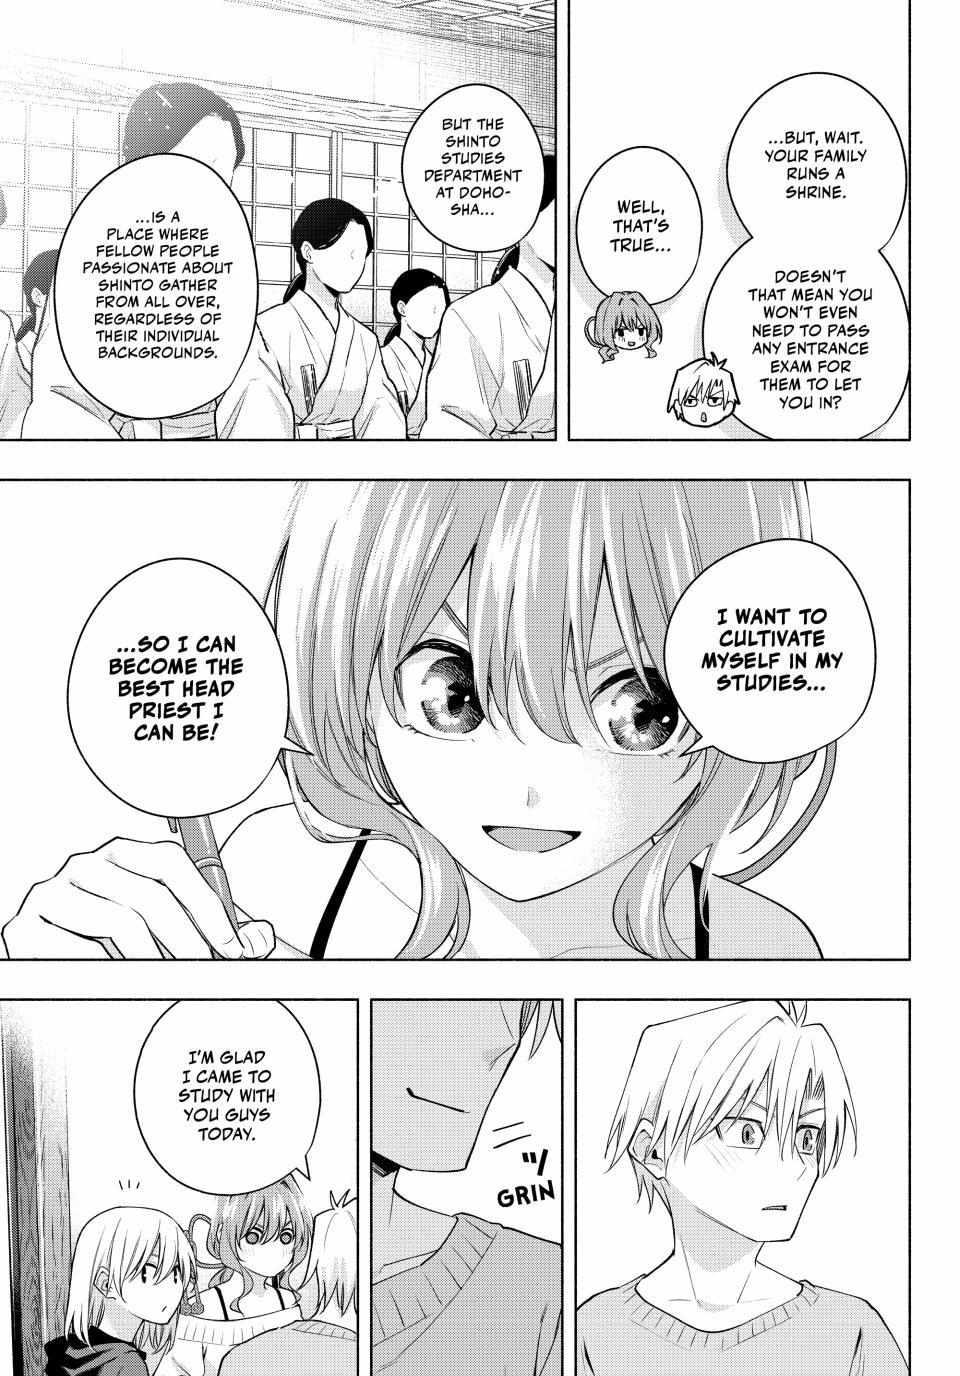 ...BUT, WAIT.
YOUR FAMILY
RUNS A
SHRINE.
DOESN'T
THAT MEAN YOU
WON'T EVEN
NEED TO PASS
ANY ENTRANCE
EXAM FOR
THEM TO LET
YOU IN?
WELL,
THAT'S
TRUE...
BUT THE
SHINTO
STUDIES
DEPARTMENT
AT DOHO-
SHA...
...IS A
PLACE WHERE
FELLOW PEOPLE
PASSIONATE ABOUT
SHINTO GATHER
FROM ALL OVER,
REGARDLESS OF
THEIR INDIVIDUAL
BACKGROUNDS.
I WANT TO
CULTIVATE
MYSELF IN MY
STUDIES...
...SO I CAN
BECOME THE
BEST HEAD
PRIEST I
CAN BE!
GRIN
I'M GLAD
I CAME TO
STUDY WITH
YOU GUYS
TODAY.